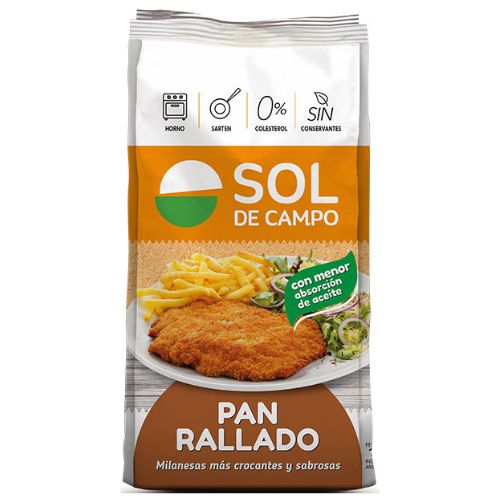 HORNO
SARTEN
0%
COLESTEROL
SIN
CONSERVANTES
SOL
DE CAMPO
con menor
absorción
de aceite
PAN
RALLADO
Milanesas más crocantes y sabrosas